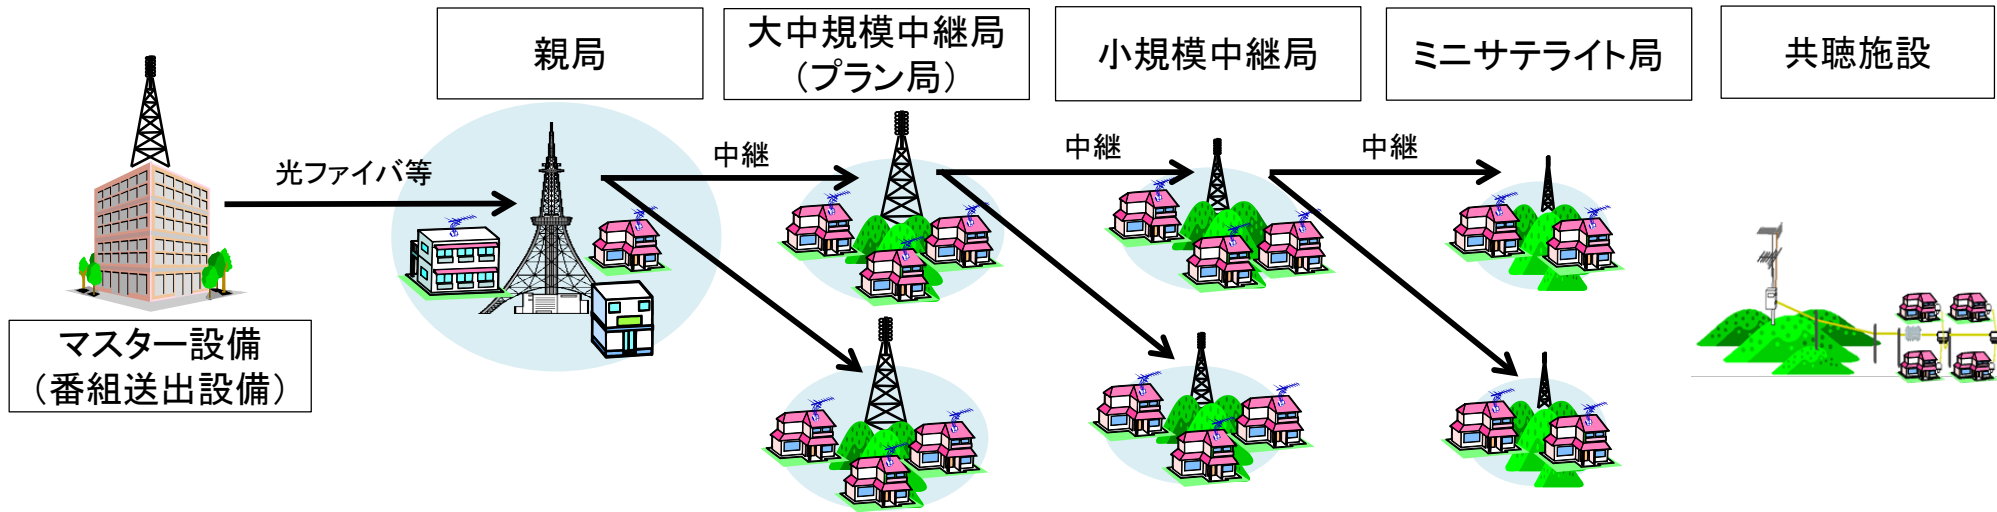 親局
大中規模中継局
（プラン局）
小規模中継局
ミニサテライト局
共聴施設
光ファイバ等
中継
中継
中継
マスター設備
（番組送出設備）